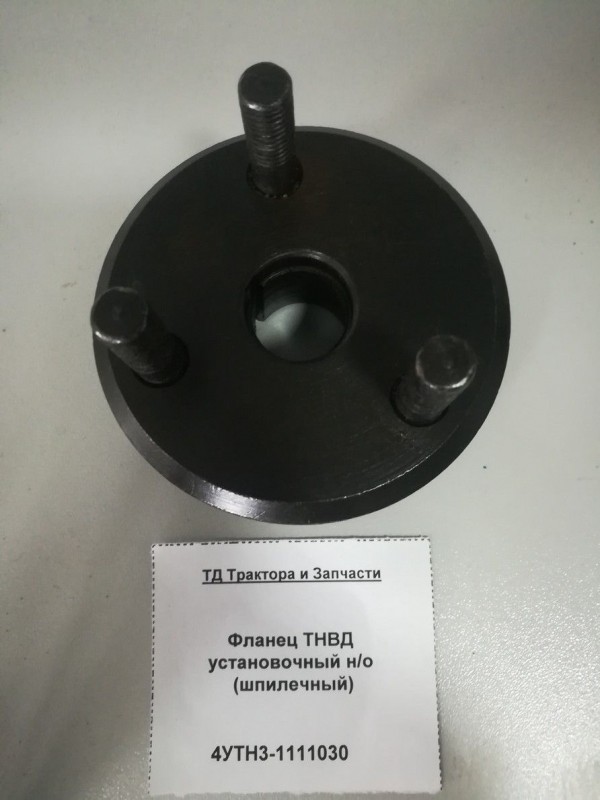 ТД Трактора и Запчасти
Фланец ТНВД
установочный н/о
(шпилечный)
4УТН3-1111030